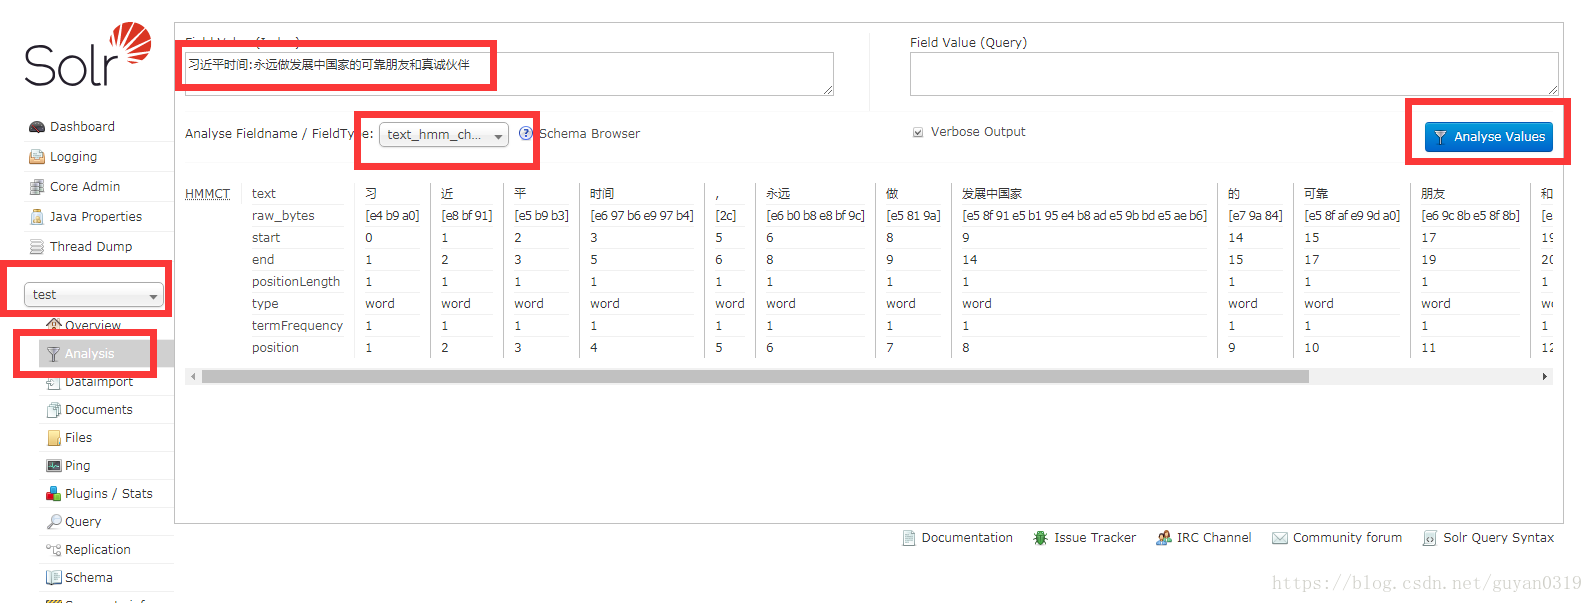 Solr
Field Value (Index)
习近平时间:永远做发展中国家的可靠朋友和真诚伙伴
Field Value (Query)
Analyse Fieldname / FieldType: text_hmm_ch... ? Schema Browser
Verbose Output
Analyse Values
Dashboard
Logging
Core Admin
Java Properties
Thread Dump
test
Overview
Analysis
Dataimport
Documents
Files
Ping
Plugins / Stats
Query
Replication
Schema
HMMCT text 习 近 平 时间 , 永远 做 发展中国家 的 可靠 朋友 和
raw_bytes [e4 b9 a0] [e8 bf 91] [e5 b9 b3] [e6 97 b6 e9 97 b4] [2c] [e6 b0 b8 e8 bf 9c] [e5 81 9a] [e5 8f 91 e5 b1 95 e4 b8 ad e5 9b bd e5 ae b6] [e7 9a 84] [e5 8f af e9 9d a0] [e6 9c 8b e5 8f 8b] [e
start 0 1 2 3 5 6 8 9 14 15 17 19
end 1 2 3 5 6 8 9 14 15 17 19 20
positionLength 1 1 1 1 1 1 1 1 1 1 1 1
type word word word word word word word word word word word
termFrequency 1 1 1 1 1 1 1 1 1 1 1 1
position 1 2 3 4 5 6 7 8 9 10 11 12
Documentation Issue Tracker IRC Channel Community forum Solr Query Syntax
https://blog.csdn.net/guyan0319